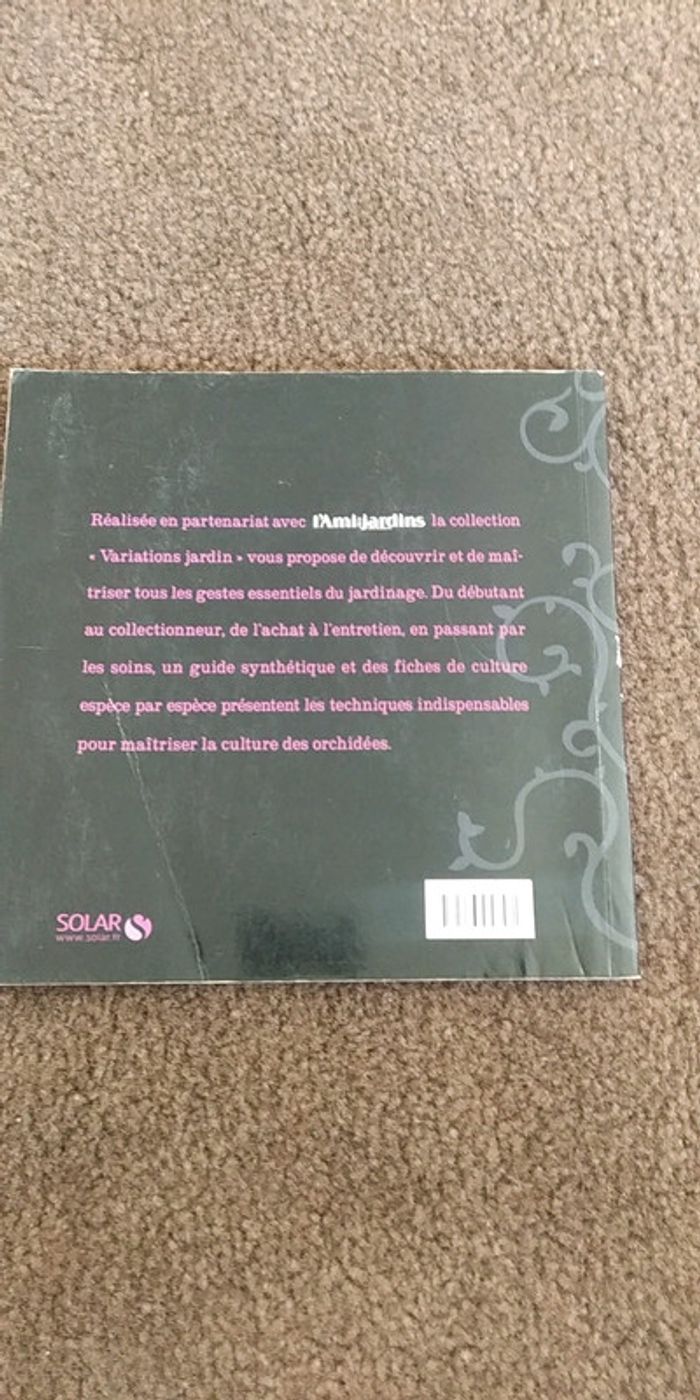 Réalisée en partenariat avec l'Ami des jardins la collection
« Variations jardin » vous propose de découvrir et de maî-
triser tous les gestes essentiels du jardinage. Du débutant
au collectionneur, de l'achat à l'entretien, en passant par
les soins, un guide synthétique et des fiches de culture
espèce par espèce présentent les techniques indispensables
pour maîtriser la culture des orchidées.
SOLAR
www.solar.fr